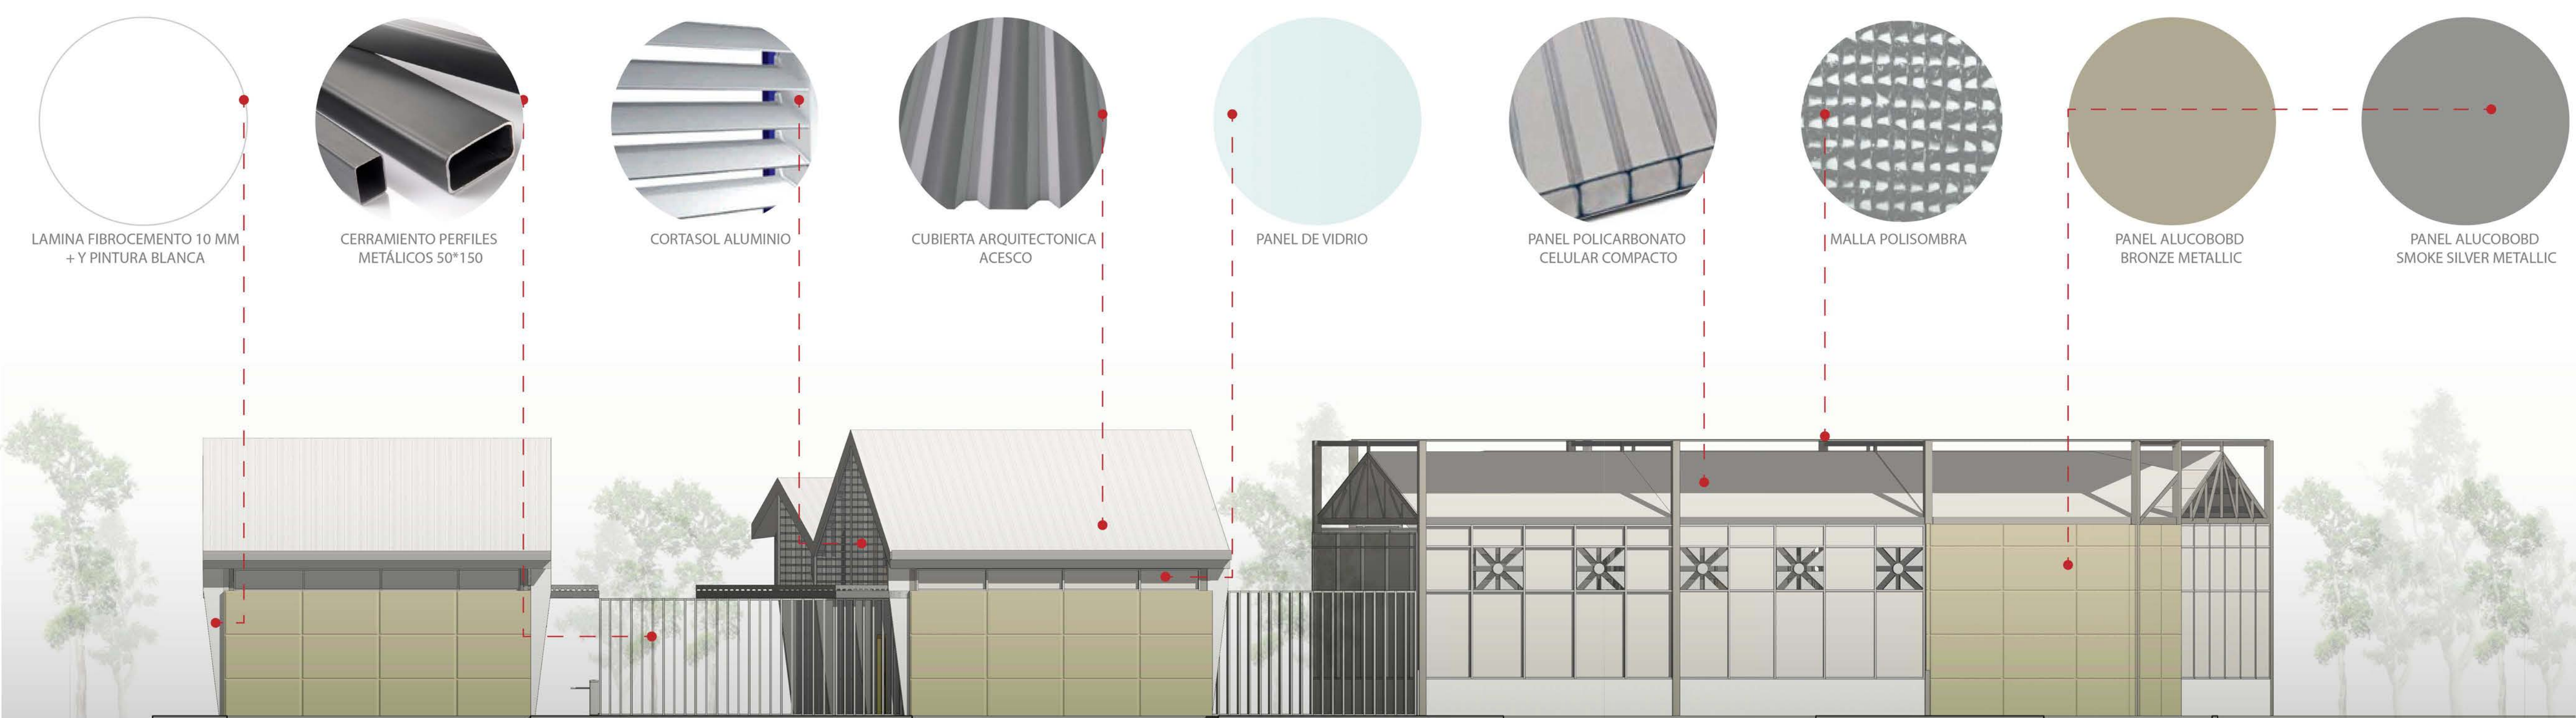 LAMINA FIBROCEMENTO 10 MM
+ Y PINTURA BLANCA
CERRAMIENTO PERFILES
METÁLICOS 50*150
CORTASOL ALUMINIO
CUBIERTA ARQUITECTONICA
ACESCO
PANEL DE VIDRIO
PANEL POLICARBONATO
CELULAR COMPACTO
MALLA POLISOMBRA
PANEL ALUCOBOBD
BRONZE METALLIC
PANEL ALUCOBOBD
SMOKE SILVER METALLIC